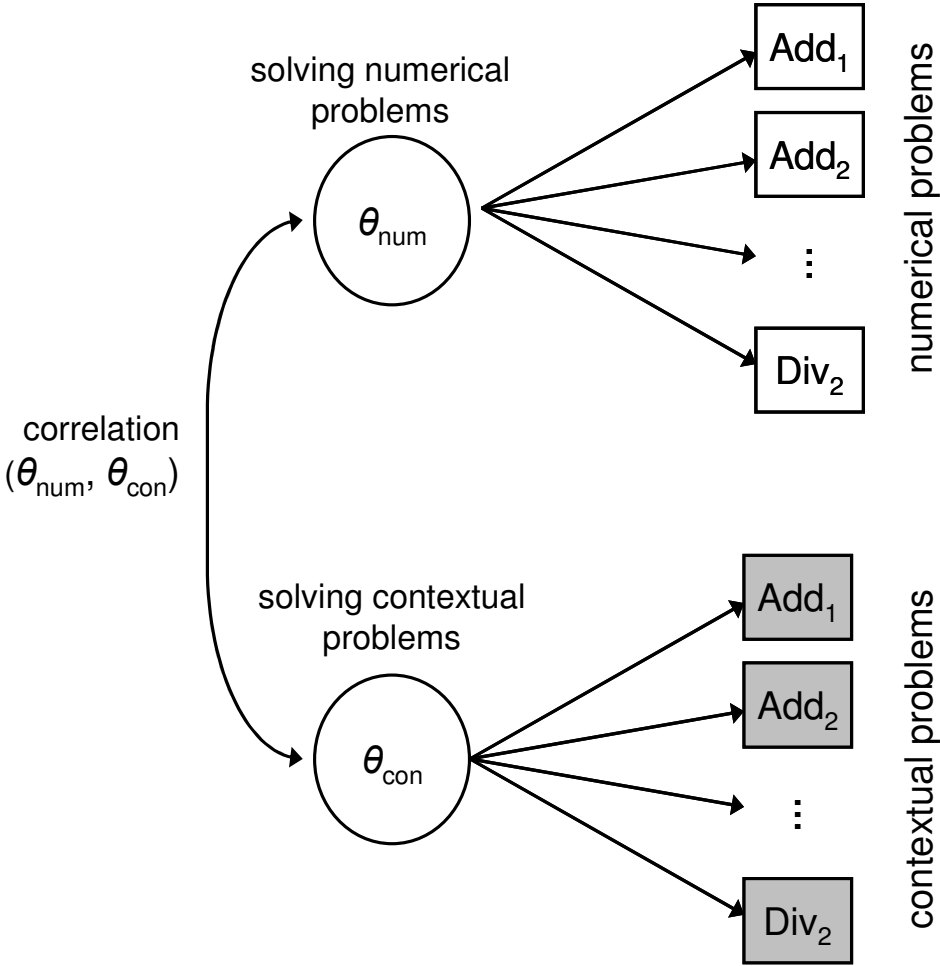 solving numerical
problems
θnum
Add1
Add2
...
Div2
numerical problems
correlation
(θnum, θcon)
solving contextual
problems
θcon
Add1
Add2
...
Div2
contextual problems